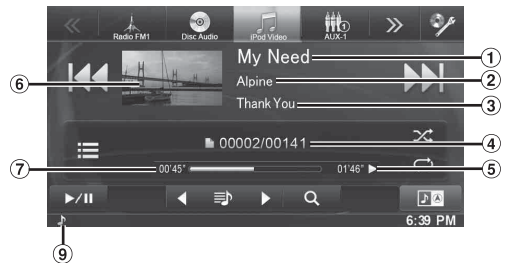 Radio FM1 Disc Audio iPod Video AUX-1
1
My Need
1
Alpine
2
Thank You
3
6
00002/00141
4
7
00'45" 01'46"
5
6:39 PM
9